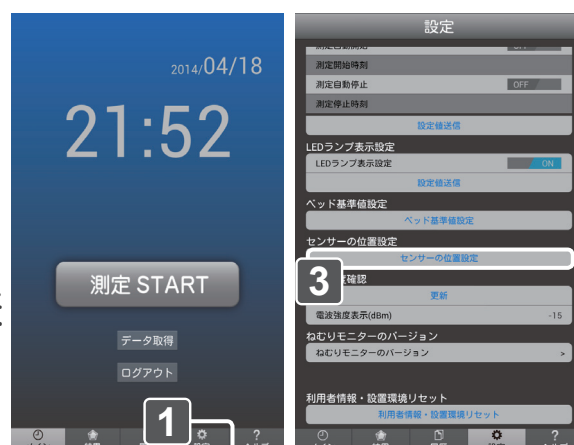 2014/04/18
21:52
測定 START
データ取得
ログアウト
1
設定
?
設定
測定開始時刻
測定自動停止 OFF
測定停止時刻
設定値送信
LEDランプ表示設定
LEDランプ表示設定 ON
設定値送信
ベッド基準値設定
ベッド基準値設定
センサーの位置設定
センサーの位置設定
3
確認
更新
電波強度表示(dBm) -15
ねむりモニターのバージョン
ねむりモニターのバージョン >
利用者情報・設置環境リセット
利用者情報・設置環境リセット
?